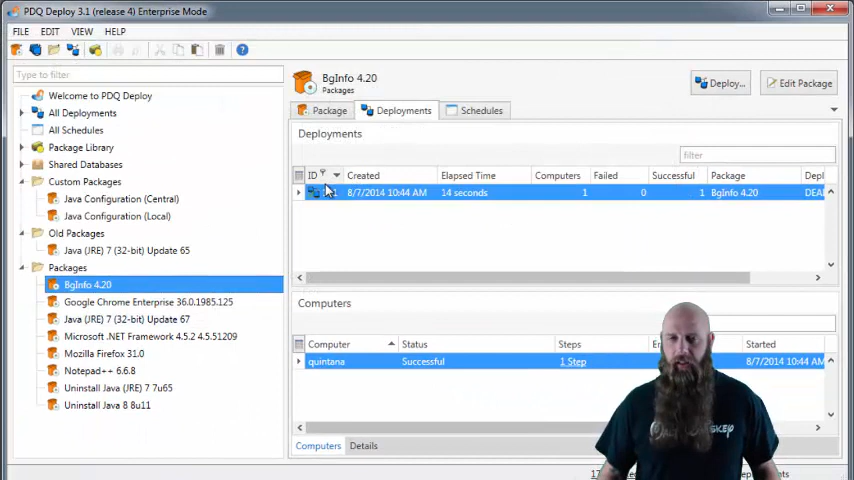 PDQ Deploy 3.1 (release 4) Enterprise Mode
FILE EDIT VIEW HELP
Type to filter
Welcome to PDQ Deploy
All Deployments
All Schedules
Package Library
Shared Databases
Custom Packages
Java Configuration (Central)
Java Configuration (Local)
Old Packages
Java (JRE) 7 (32-bit) Update 65
Packages
BgInfo 4.20
Google Chrome Enterprise 36.0.1985.125
Java (JRE) 7 (32-bit) Update 67
Microsoft .NET Framework 4.5.2 4.5.51209
Mozilla Firefox 31.0
Notepad++ 6.6.8
Uninstall Java (JRE) 7 7u65
Uninstall Java 8 8u11
BgInfo 4.20
Packages
Deploy... Edit Package
Package Deployments Schedules
Deployments
filter
ID Created Elapsed Time Computers Failed Successful Package Depl
8/7/2014 10:44 AM 14 seconds 1 0 1 BgInfo 4.20 DEA
Computers
Computer Status Steps Started
quintana Successful 1 Step 8/7/2014 10:44 AM
Computers Details